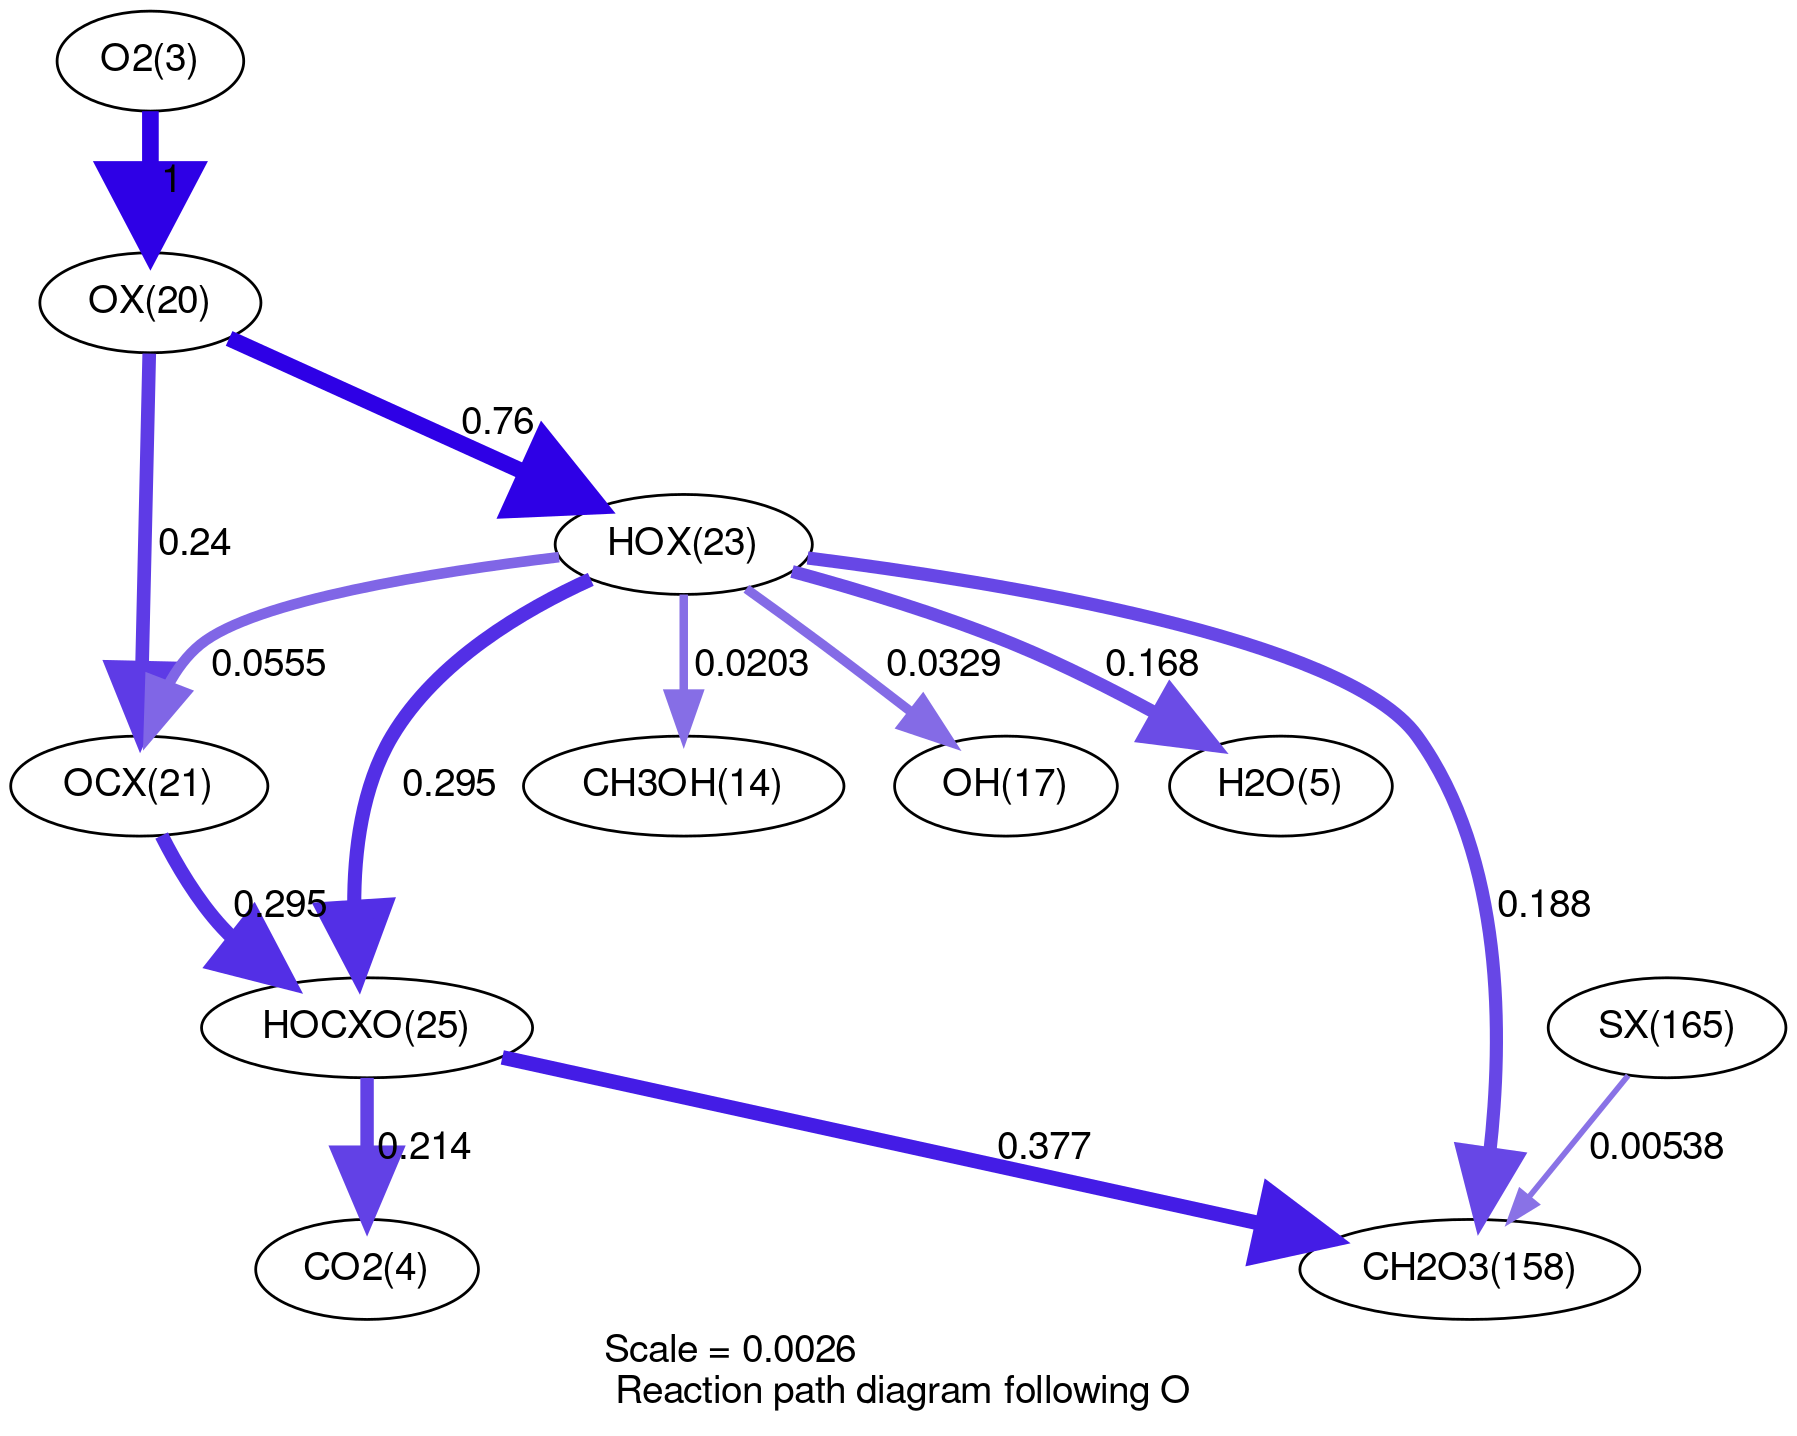 O2(3)
1
OX(20)
0.76
0.24
HOX(23)
0.0555
0.0203
0.0329
0.168
OCX(21)
0.295
CH3OH(14)
OH(17)
H2O(5)
0.295
0.188
HOCXO(25)
SX(165)
0.214
0.377
0.00538
CO2(4)
CH2O3(158)
Scale = 0.0026
Reaction path diagram following O